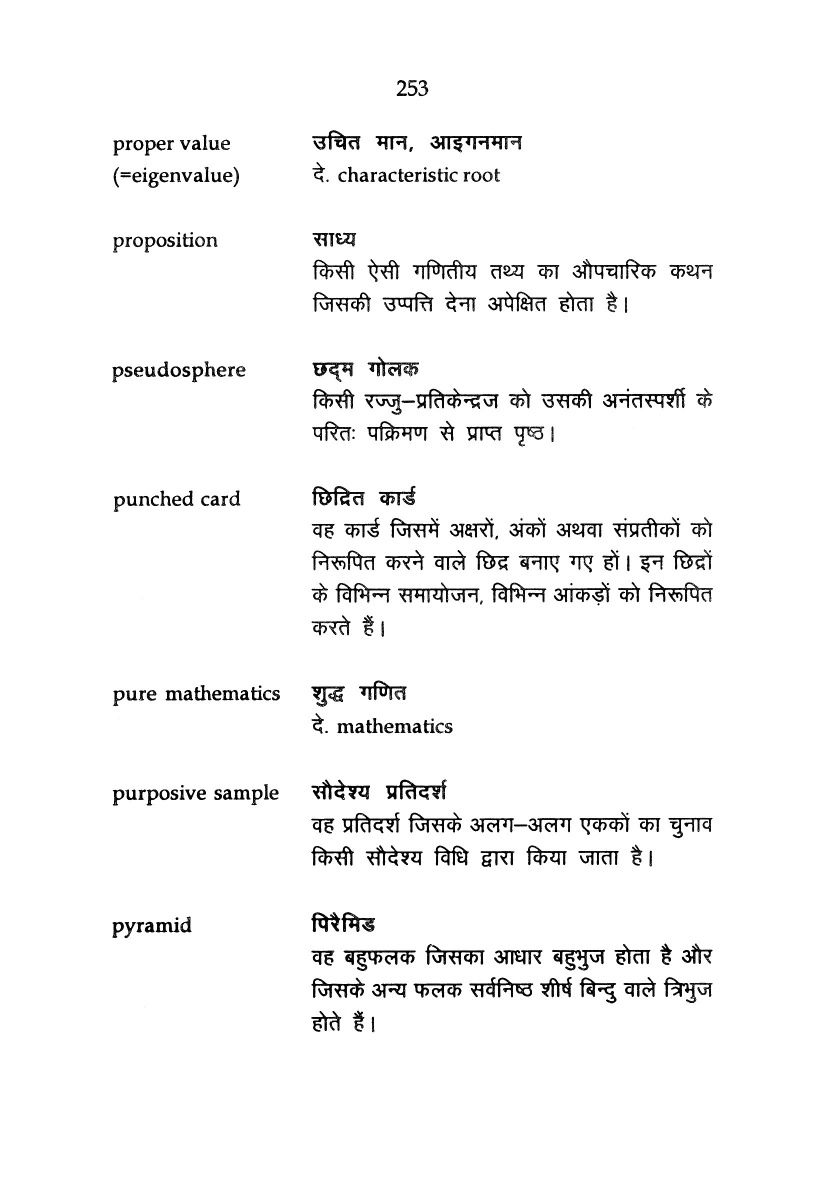 253
proper value उचित मान, आइगनमान
(=eigenvalue) दे. characteristic root
proposition साध्य
किसी ऐसी गणितीय तथ्य का औपचारिक कथन
जिसकी उप्पत्ति देना अपेक्षित होता है।
pseudosphere छद्म गोलक
किसी रज्जु–प्रतिकेन्द्रज को उसकी अनंतस्पर्शी के
परितः पक्रिमण से प्राप्त पृष्ठ।
punched card छिद्रित कार्ड
वह कार्ड जिसमें अक्षरों, अंकों अथवा संप्रतीकों को
निरूपित करने वाले छिद्र बनाए गए हों। इन छिद्रों
के विभिन्न समायोजन, विभिन्न आंकड़ों को निरूपित
करते हैं।
pure mathematics शुद्ध गणित
दे. mathematics
purposive sample सौदेश्य प्रतिदर्श
वह प्रतिदर्श जिसके अलग–अलग एककों का चुनाव
किसी सौदेश्य विधि द्वारा किया जाता है।
pyramid पिरैमिड
वह बहुफलक जिसका आधार बहुभुज होता है और
जिसके अन्य फलक सर्वनिष्ठ शीर्ष बिन्दु वाले त्रिभुज
होते हैं।